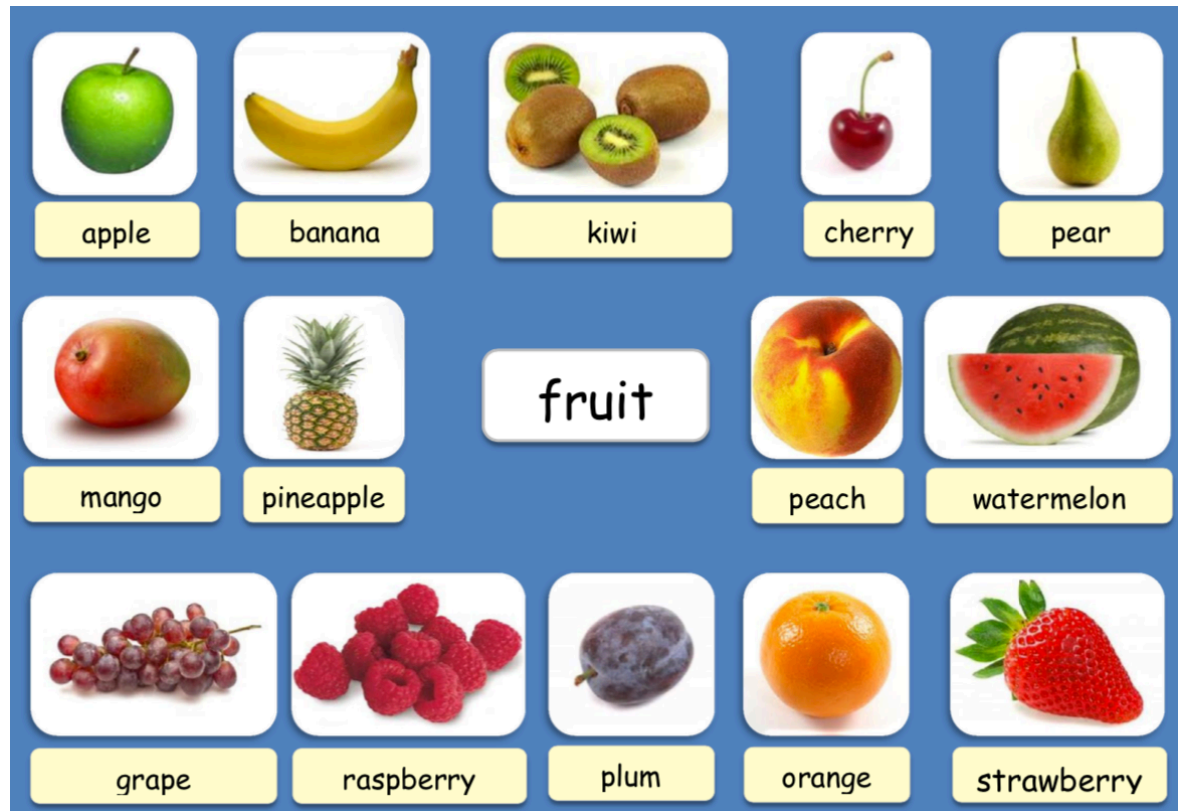 apple
banana
kiwi
cherry
pear
mango
pineapple
fruit
peach
watermelon
grape
raspberry
plum
orange
strawberry